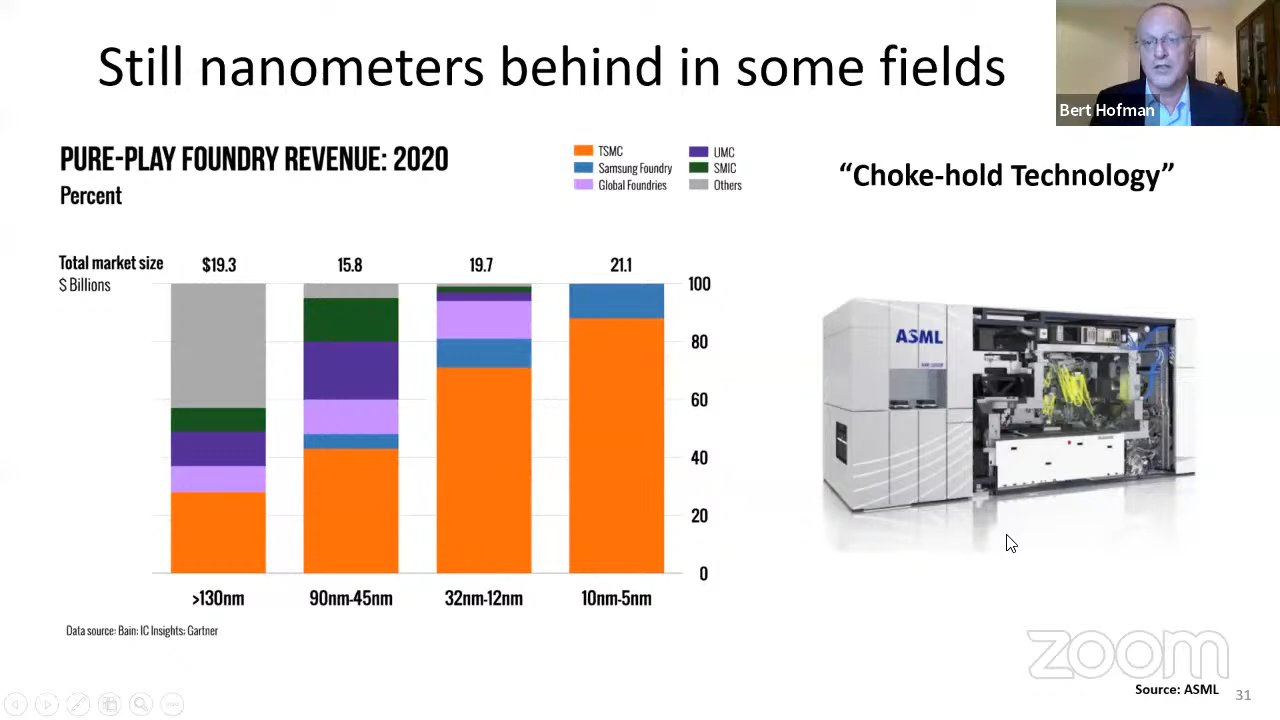 Still nanometers behind in some fields
Bert Hofman
PURE-PLAY FOUNDRY REVENUE: 2020
Percent
TSMC
Samsung Foundry
Global Foundries
UMC
SMIC
Others
“Choke-hold Technology”
Total market size
$ Billions
$19.3
15.8
19.7
21.1
100
80
60
40
20
0
>130nm
90nm-45nm
32nm-12nm
10nm-5nm
Data source: Bain; IC Insights; Gartner
ASML
zoom
Source: ASML
31